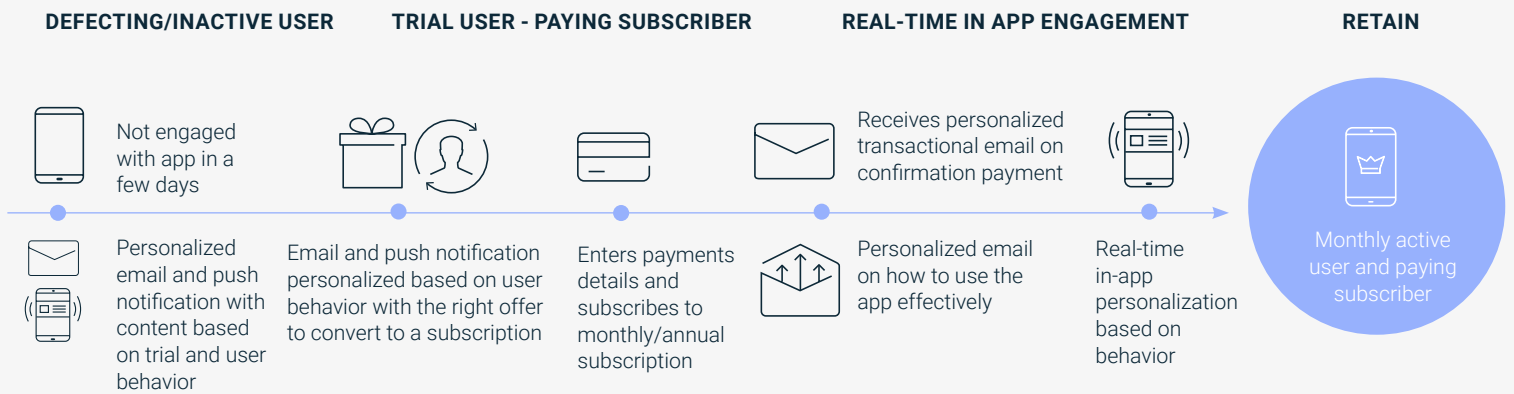 DEFECTING/INACTIVE USER
TRIAL USER - PAYING SUBSCRIBER
REAL-TIME IN APP ENGAGEMENT
RETAIN
Not engaged
with app in a
few days
Personalized
email and push
notification with
content based
on trial and user
behavior
Email and push notification
personalized based on user
behavior with the right offer
to convert to a subscription
Enters payments
details and
subscribes to
monthly/annual
subscription
Receives personalized
transactional email on
confirmation payment
Personalized email
on how to use the
app effectively
Real-time
in-app
personalization
based on
behavior
Monthly active
user and paying
subscriber